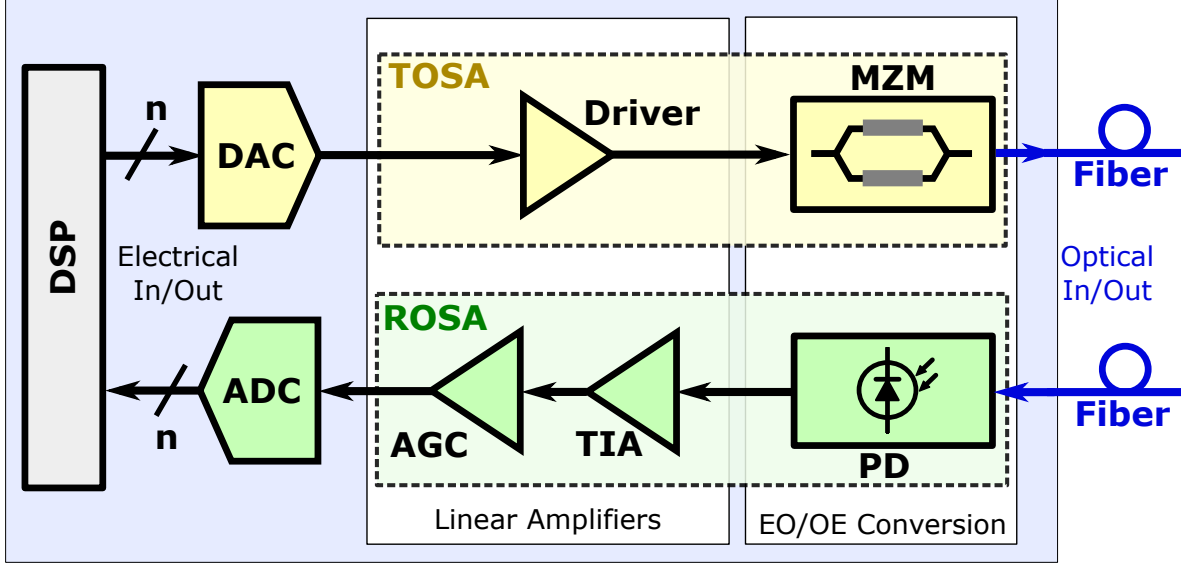 TOSA
MZM
n
Driver
DAC
Fiber
DSP
Electrical
In/Out
Optical
In/Out
ROSA
ADC
Fiber
n
AGC
TIA
PD
Linear Amplifiers
EO/OE Conversion